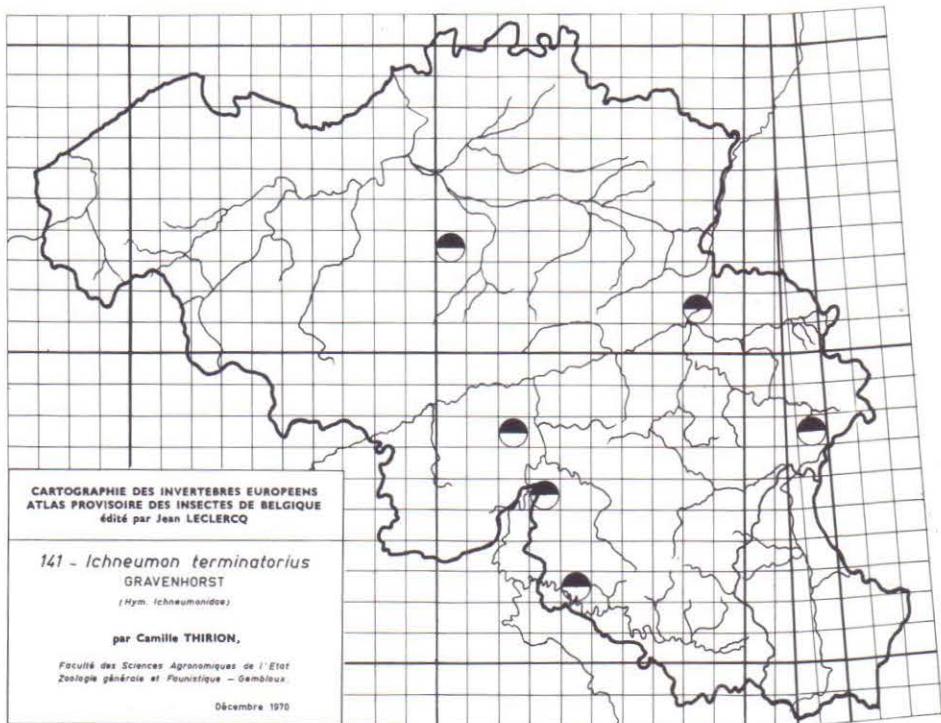 CARTOGRAPHIE DES INVERTEBRES EUROPEENS
ATLAS PROVISOIRE DES INSECTES DE BELGIQUE
édité par Jean LECLERCQ
141 - Ichneumon terminatorius
GRAVENHORST
(Hym. Ichneumonidae)
par Camille THIRION,
Faculté des Sciences Agronomiques de l'Etat
Zoologie générale et Faunistique - Gembloux.
Décembre 1970